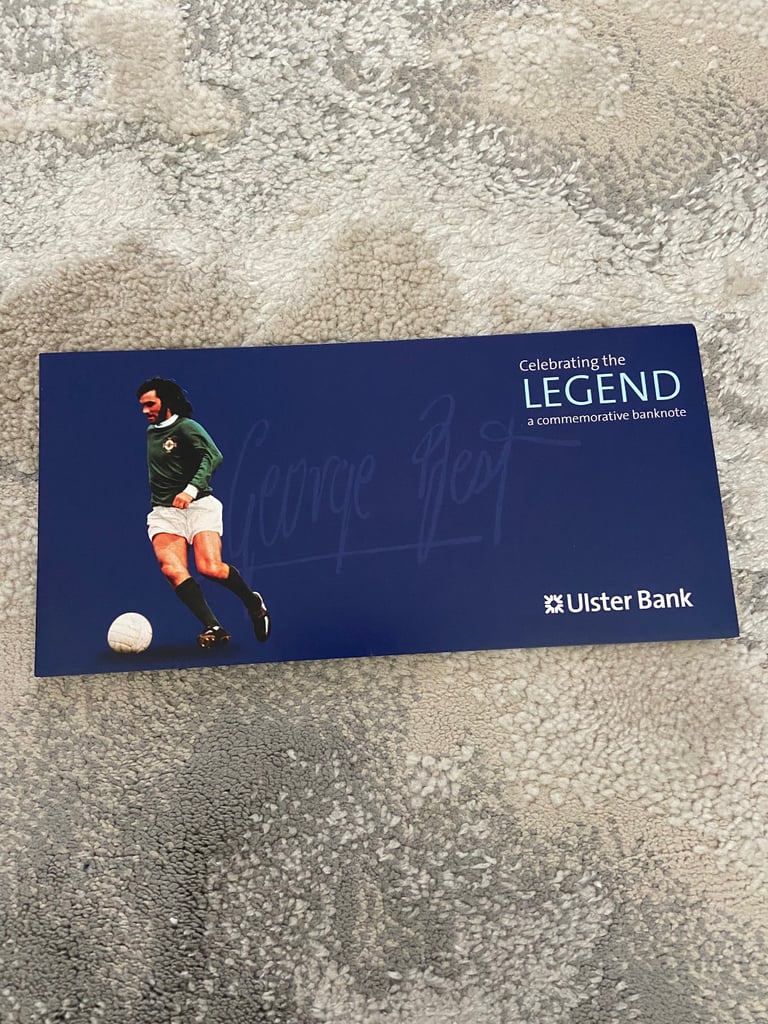 Celebrating the
LEGEND
a commemorative banknote
George Best
Ulster Bank